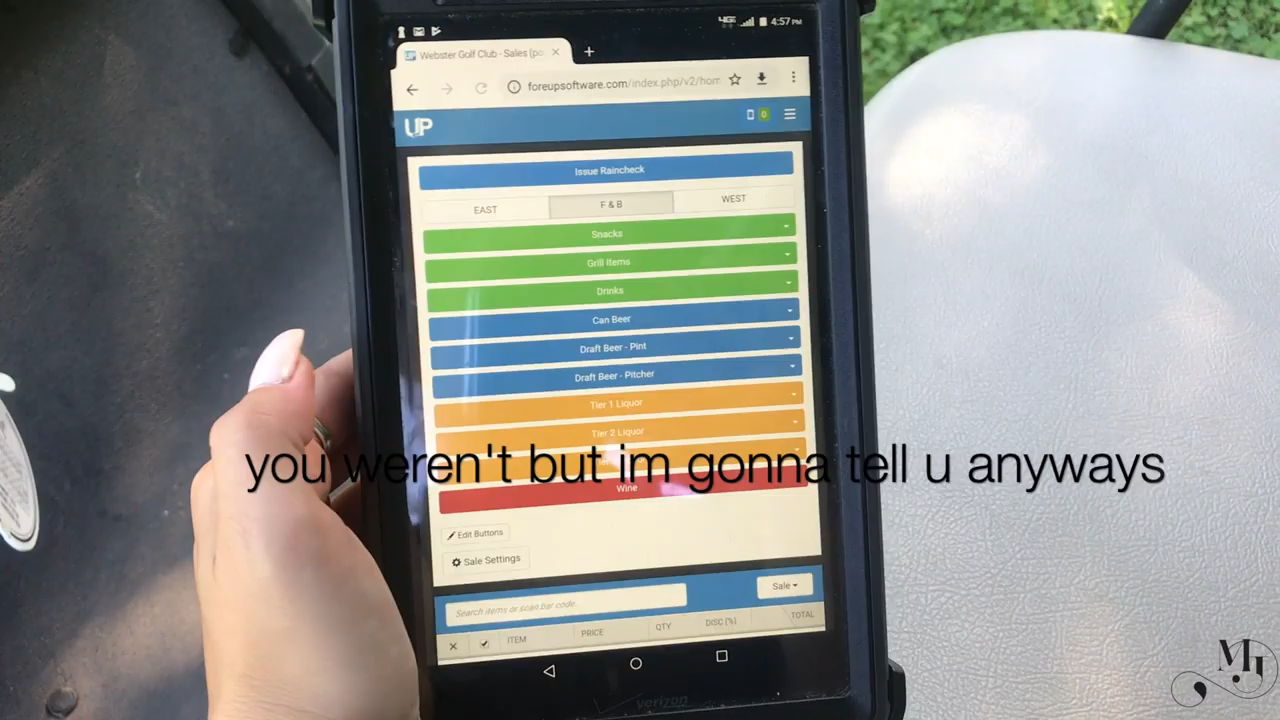 4G 4:57 PM
UP Webster Golf Club - Sales (po
foreupsoftware.com/index.php/v2/hom
UP 0
Issue Raincheck
EAST F & B WEST
Snacks
Grill Items
Drinks
Can Beer
Draft Beer - Pint
Draft Beer - Pitcher
Tier 1 Liquor
Tier 2 Liquor
you weren't but im gonna tell u anyways
Wine
Edit Buttons
Sale Settings
Search items or scan bar code.
Sale
ITEM PRICE QTY DISC (%) TOTAL
verizon